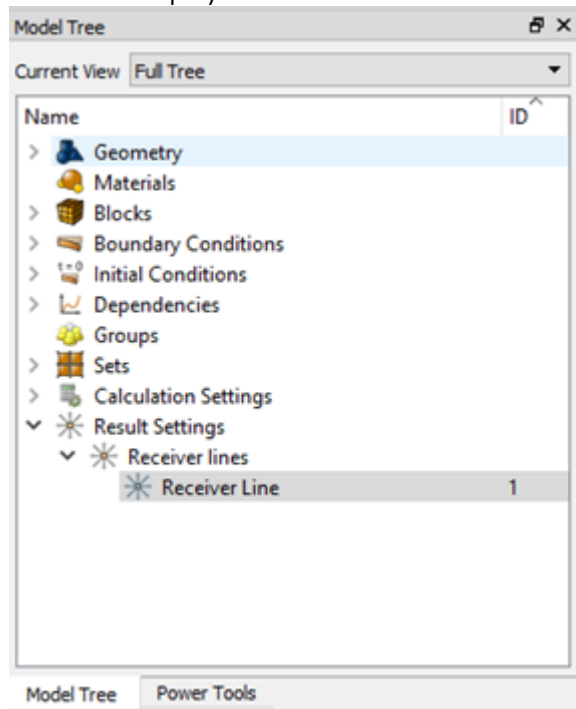 Model Tree
Current View Full Tree
Name ID
Geometry
Materials
Blocks
Boundary Conditions
t=0 Initial Conditions
Dependencies
Groups
Sets
Calculation Settings
Result Settings
Receiver lines
Receiver Line 1
Model Tree Power Tools